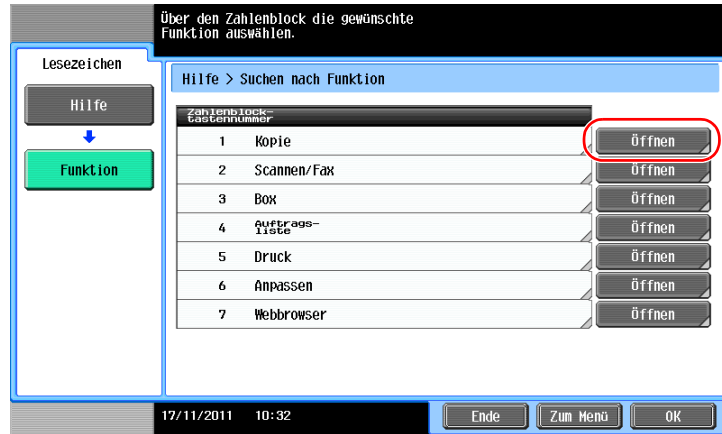 Über den Zahlenblock die gewünschte
Funktion auswählen.
Lesezeichen
Hilfe
Funktion
Hilfe > Suchen nach Funktion
Zahlenblock-
tastennummer
1 Kopie Öffnen
2 Scannen/Fax Öffnen
3 Box Öffnen
4 Auftrags-
liste Öffnen
5 Druck Öffnen
6 Anpassen Öffnen
7 Webbrowser Öffnen
17/11/2011 10:32 Ende Zum Menü OK